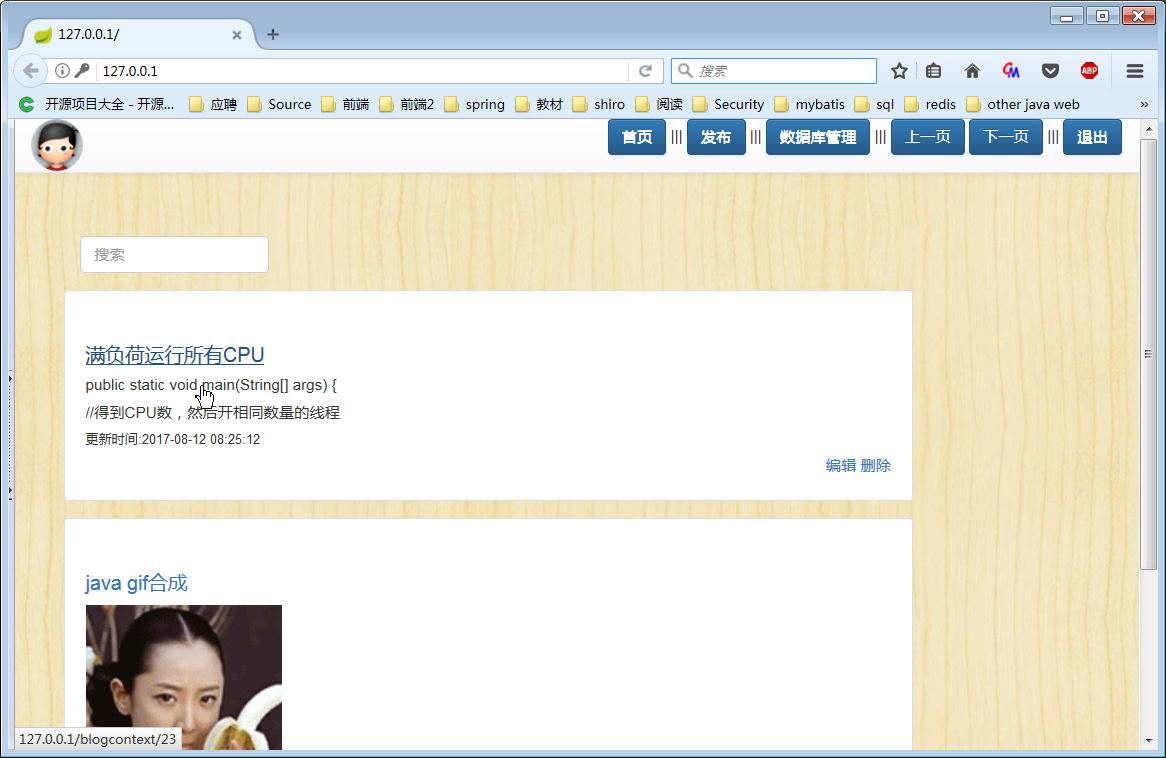 127.0.0.1/
127.0.0.1
搜索
ABP
开源项目大全 - 开源... 应聘 Source 前端 前端2 spring 教材 shiro 阅读 Security mybatis sql redis other java web »
首页 ||| 发布 ||| 数据库管理 ||| 上一页 下一页 ||| 退出
搜索
满负荷运行所有CPU
public static void main(String[] args) {
//得到CPU数，然后开相同数量的线程
更新时间:2017-08-12 08:25:12
编辑 删除
java gif合成
127.0.0.1/blogcontext/23